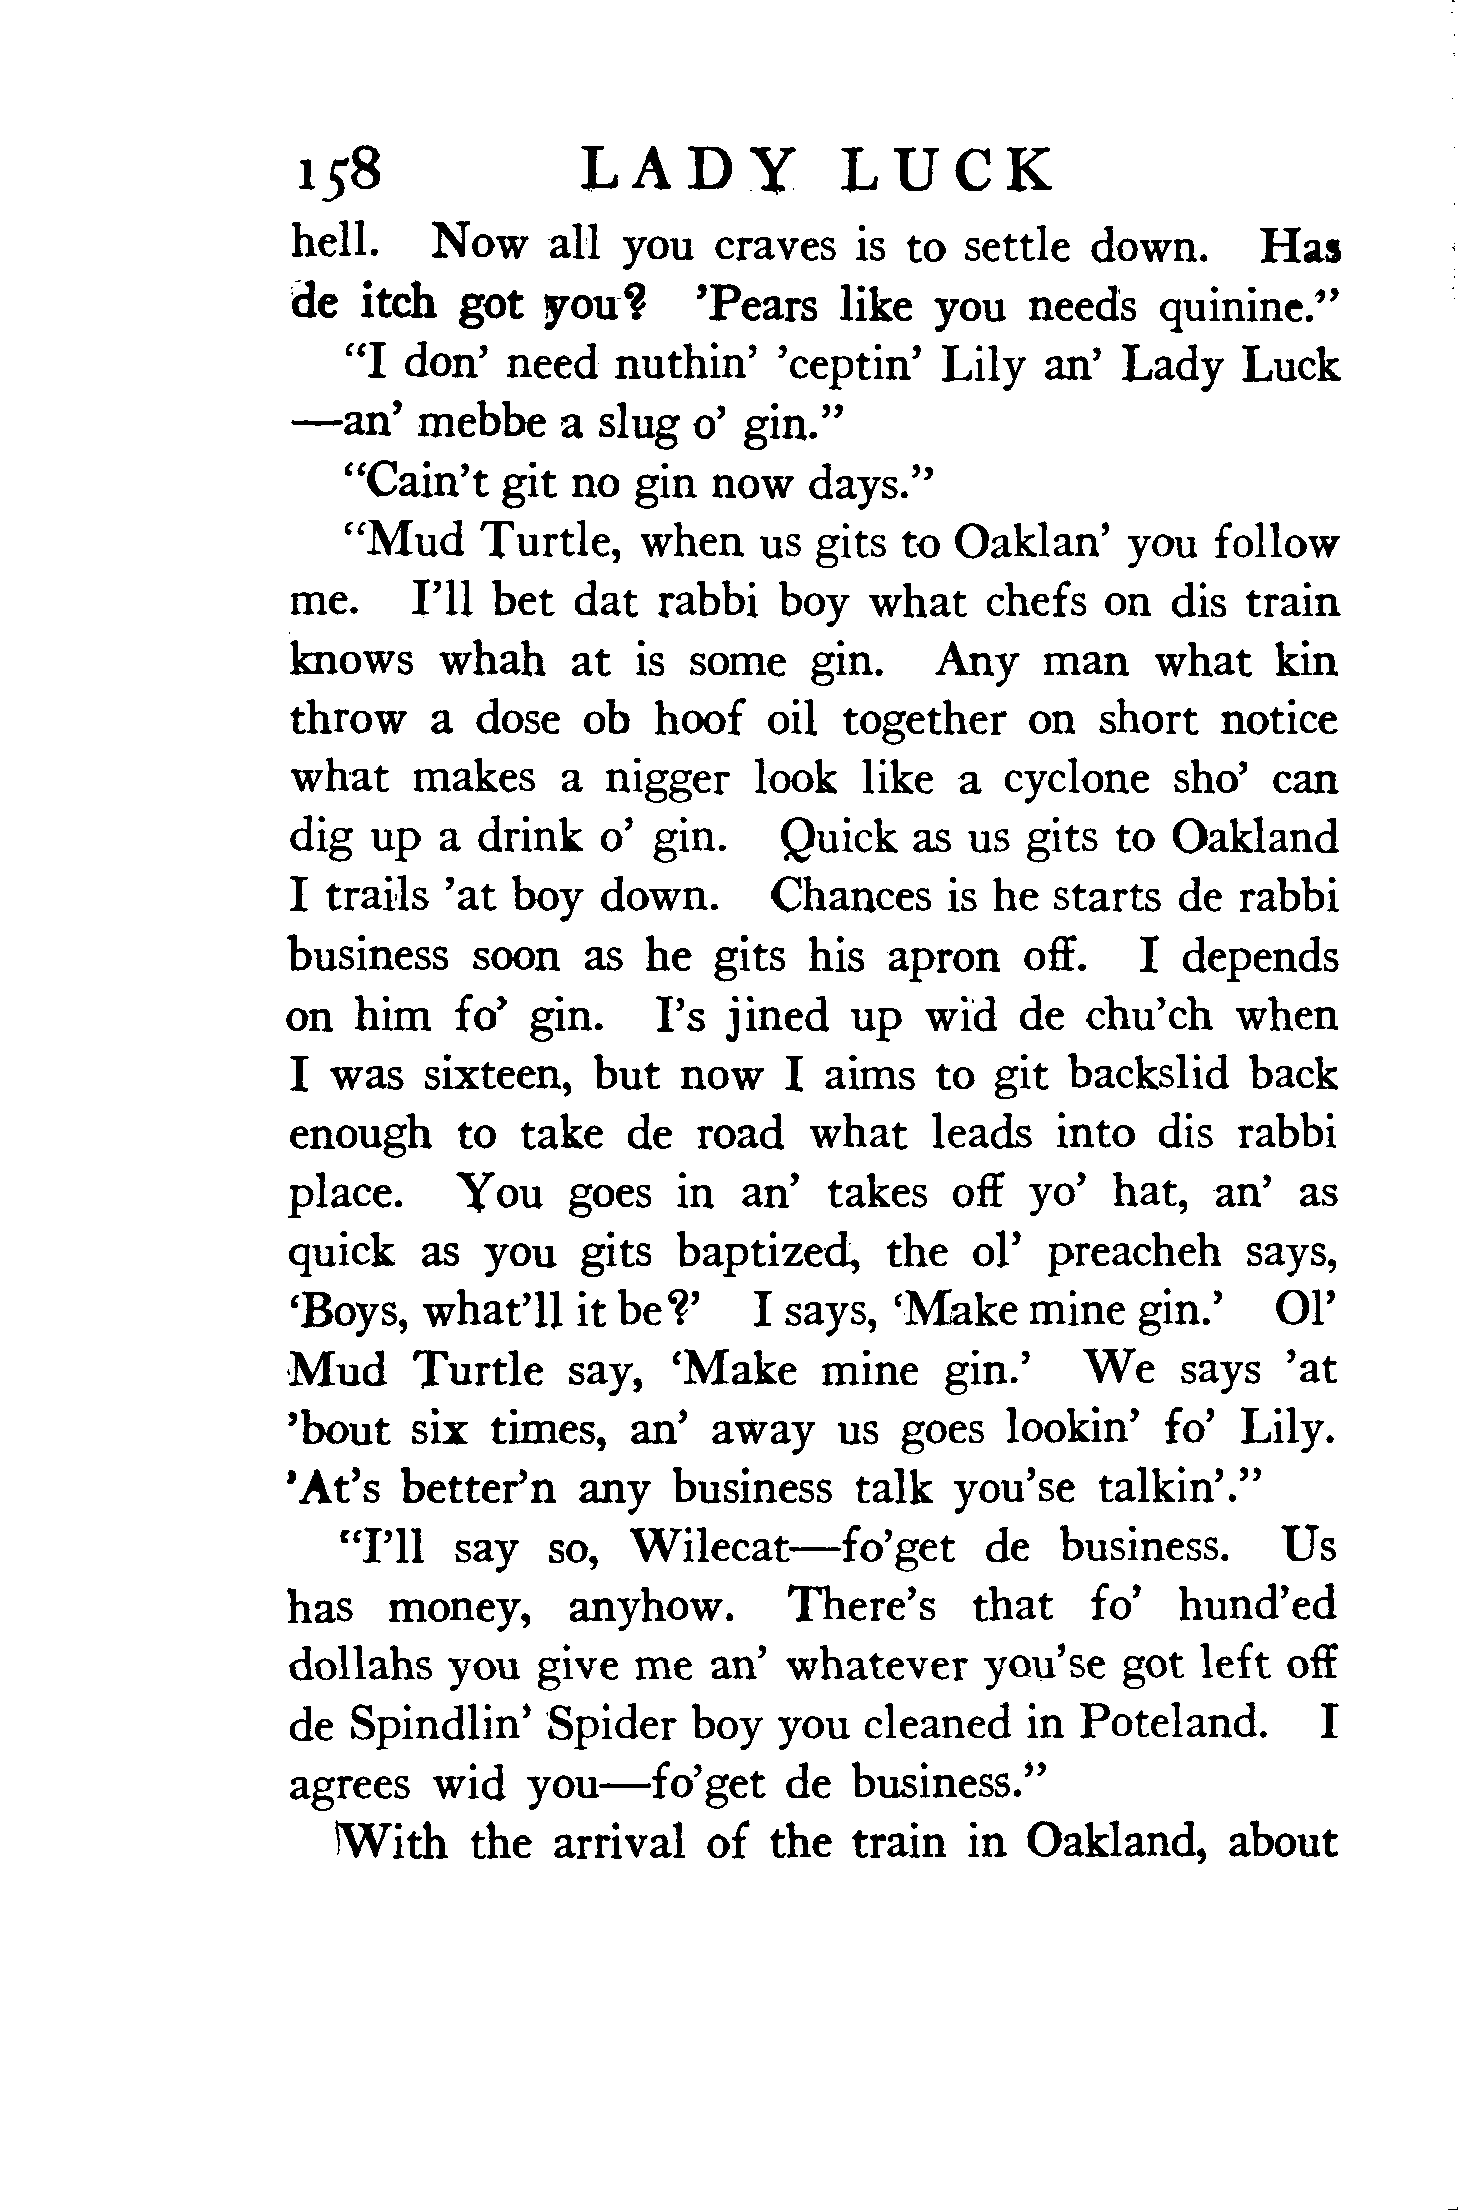 158 LADY LUCK
hell. Now all you craves is to settle down. Has
de itch got you? 'Pears like you needs quinine."
"I don' need nuthin' 'ceptin' Lily an' Lady Luck
—an' mebbe a slug o' gin."
"Cain't git no gin now days."
"Mud Turtle, when us gits to Oaklan' you follow
me. I'll bet dat rabbi boy what chefs on dis train
knows whah at is some gin. Any man what kin
throw a dose ob hoof oil together on short notice
what makes a nigger look like a cyclone sho' can
dig up a drink o' gin. Quick as us gits to Oakland
I trails 'at boy down. Chances is he starts de rabbi
business soon as he gits his apron off. I depends
on him fo' gin. I's jined up wid de chu'ch when
I was sixteen, but now I aims to git backslid back
enough to take de road what leads into dis rabbi
place. You goes in an' takes off yo' hat, an' as
quick as you gits baptized, the ol' preacheh says,
'Boys, what'll it be?' I says, 'Make mine gin.' Ol'
Mud Turtle say, 'Make mine gin.' We says 'at
'bout six times, an' away us goes lookin' fo' Lily.
'At's better'n any business talk you'se talkin'."
"I'll say so, Wilecat—fo'get de business. Us
has money, anyhow. There's that fo' hund'ed
dollahs you give me an' whatever you'se got left off
de Spindlin' Spider boy you cleaned in Poteland. I
agrees wid you—fo'get de business."
With the arrival of the train in Oakland, about